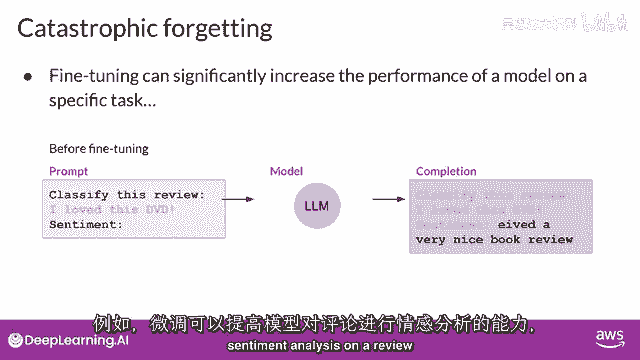 Catastrophic forgetting
● Fine-tuning can significantly increase the performance of a model on a
specific task…
Before fine-tuning
Prompt
Model
Completion
Classify this review:
I loved this DVD!
Sentiment:
LLM
eived a
very nice book review
例如，微调可以提高模型对评论进行情感分析的能力，
sentiment analysis on a review
DeepLearning.AI
aws